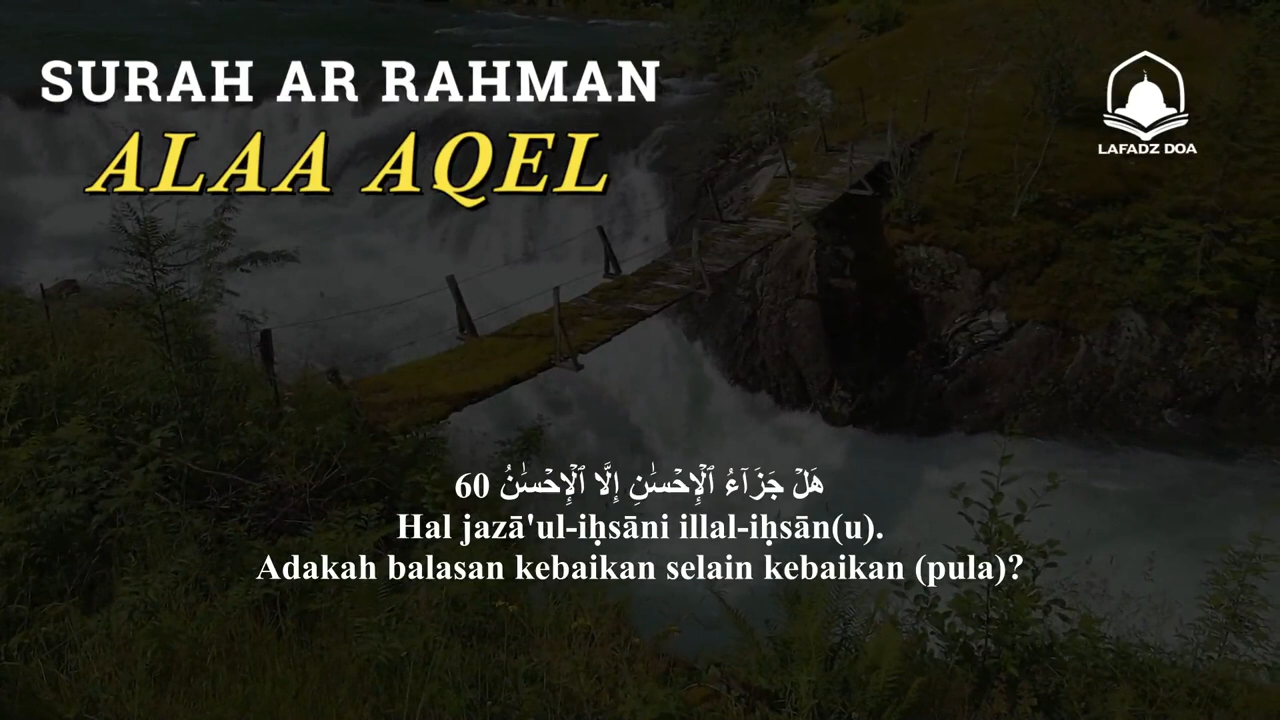 SURAH AR RAHMAN
ALAA AQEL
LAFADZ DOA
هَلْ جَزَآءُ ٱلْإِحْسَٰنِ إِلَّا ٱلْإِحْسَٰنُ 60
Hal jazā'ul-iḥsāni illal-iḥsān(u).
Adakah balasan kebaikan selain kebaikan (pula)?